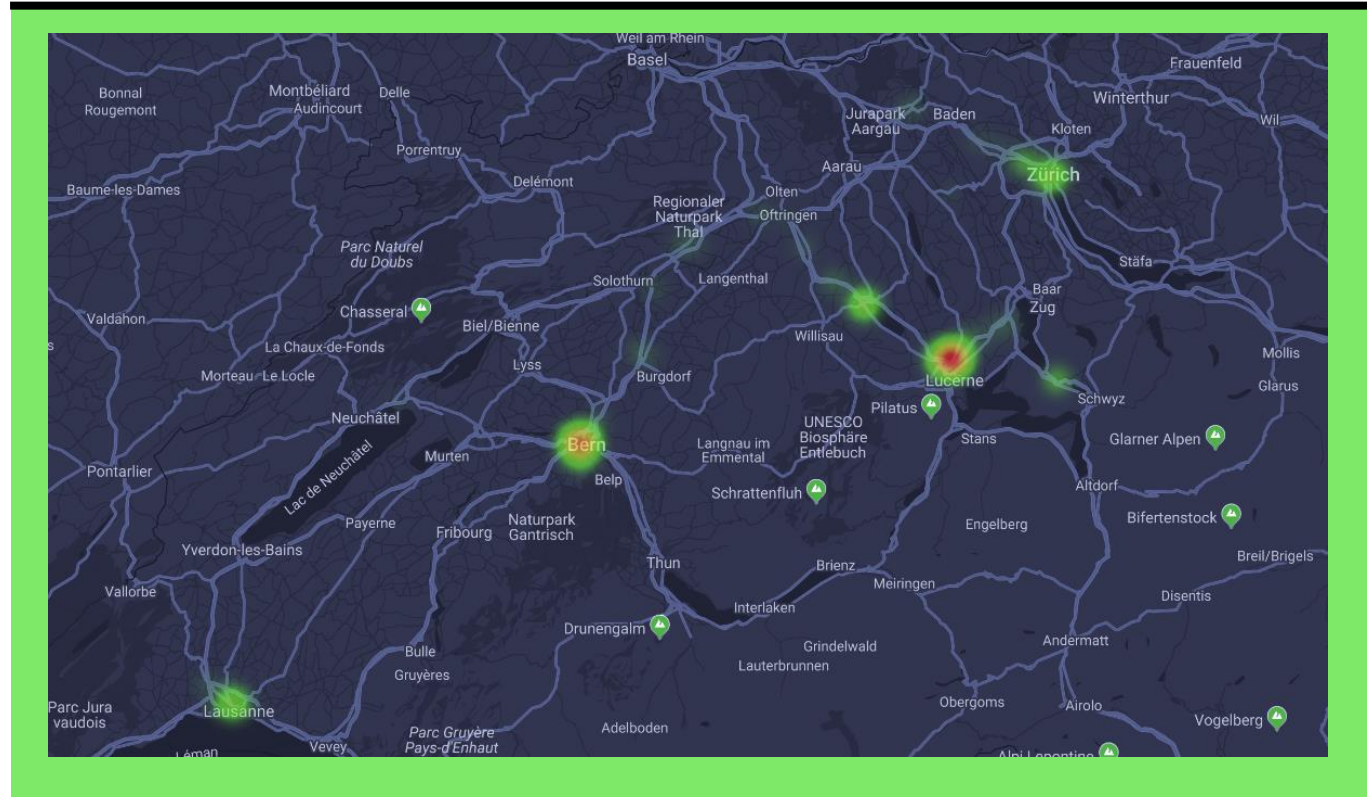 Weil am Rhein
Basel
Frauenfeld
Bonnal
Montbéliard
Delle
Winterthur
Rougemont
Audincourt
Jurapark
Aargau
Baden
Wil
Kloten
Porrentruy
Aarau
Zürich
Baume-les-Dames
Delémont
Olten
Regionaler
Naturpark
Thal
Oftringen
Parc Naturel
du Doubs
Stäfa
Solothurn
Langenthal
Baar
Zug
Chasseral
Valdahon
Biel/Bienne
Willisau
La Chaux-de-Fonds
s
Mollis
Lyss
Morteau
Le Locle
Burgdorf
Lucerne
Glarus
Schwyz
Pilatus
Neuchâtel
UNESCO
Biosphäre
Entlebuch
Bern
Langnau im
Emmental
Stans
Glarner Alpen
Murten
Lac de Neuchâtel
Pontarlier
Belp
Altdorf
Schrattenfluh
Payerne
Naturpark
Gantrisch
Engelberg
Bifertenstock
Fribourg
Yverdon-les-Bains
Breil/Brigels
Thun
Brienz
Vallorbe
Meiringen
Disentis
Interlaken
Drunengalm
Grindelwald
Andermatt
Bulle
Lauterbrunnen
Gruyères
Obergoms
Airolo
Parc Jura
vaudois
Lausanne
Vogelberg
Adelboden
Parc Gruyère
Pays-d'Enhaut
Vevey
Léman
Alpi Lepontine